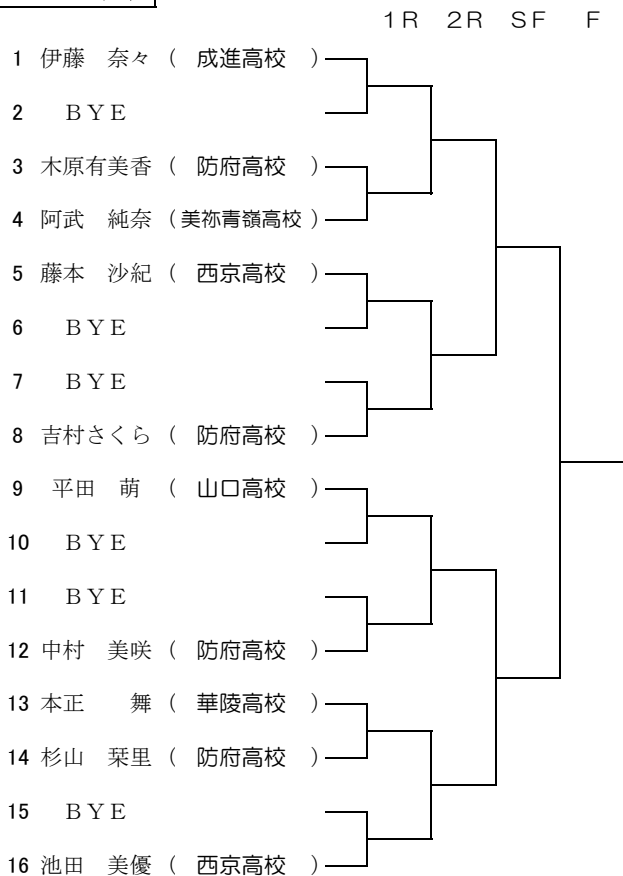 1R 2R SF F
1 伊藤 奈々 ( 成進高校 )
2 BYE
3 木原有美香 ( 防府高校 )
4 阿武 純奈 (美祢青嶺高校 )
5 藤本 沙紀 ( 西京高校 )
6 BYE
7 BYE
8 吉村さくら ( 防府高校 )
9 平田 萌 ( 山口高校 )
10 BYE
11 BYE
12 中村 美咲 ( 防府高校 )
13 本正 舞 ( 華陵高校 )
14 杉山 栞里 ( 防府高校 )
15 BYE
16 池田 美優 ( 西京高校 )